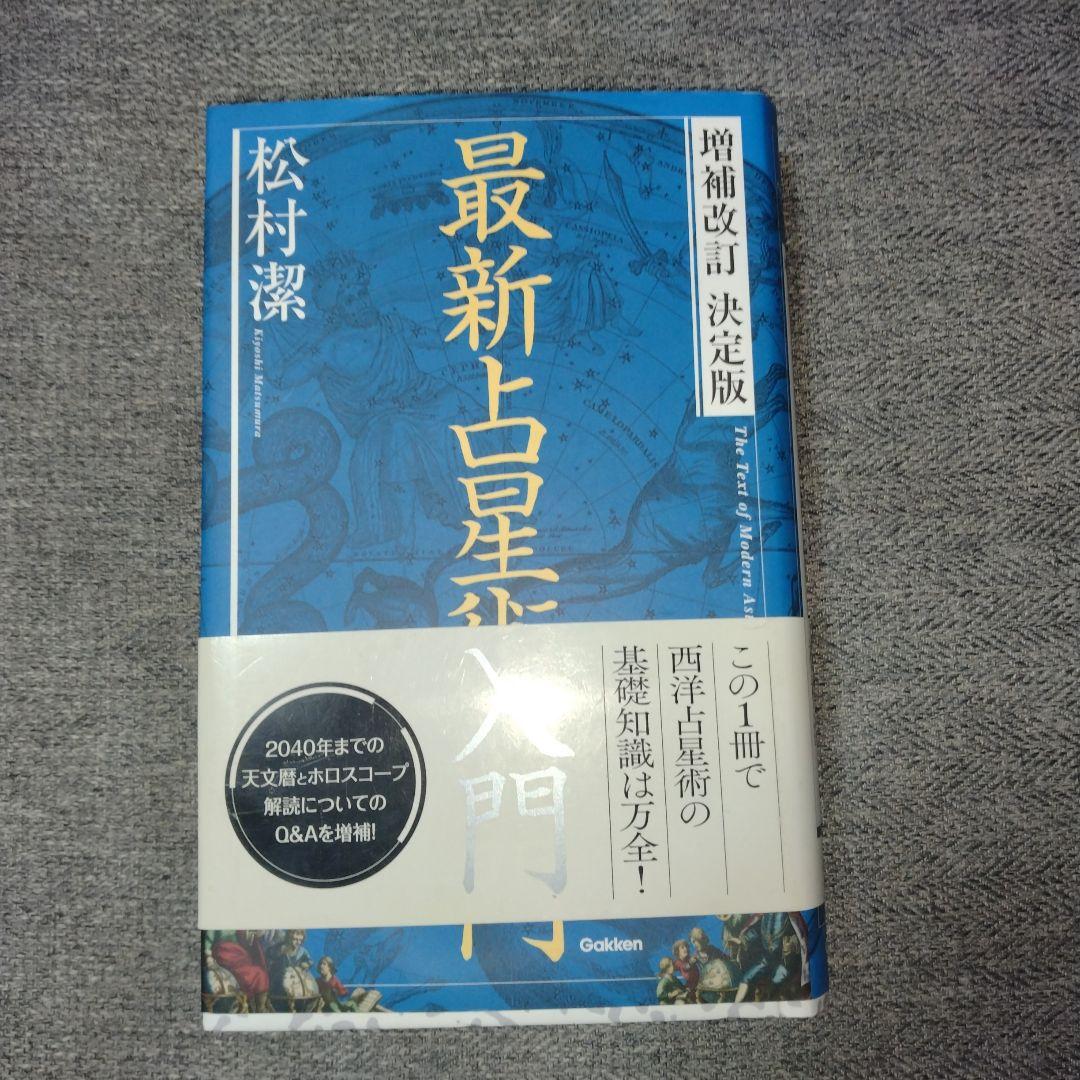 増補改訂 決定版
The Text of Modern Ast
最新占星術入門
松村潔
Kiyoshi Matsumura
CASSIOPEIA
CAMELOPARDALIS
この1冊で
西洋占星術の
基礎知識は万全!
2040年までの
天文暦とホロスコープ
解読についての
Q&Aを増補!
Gakken